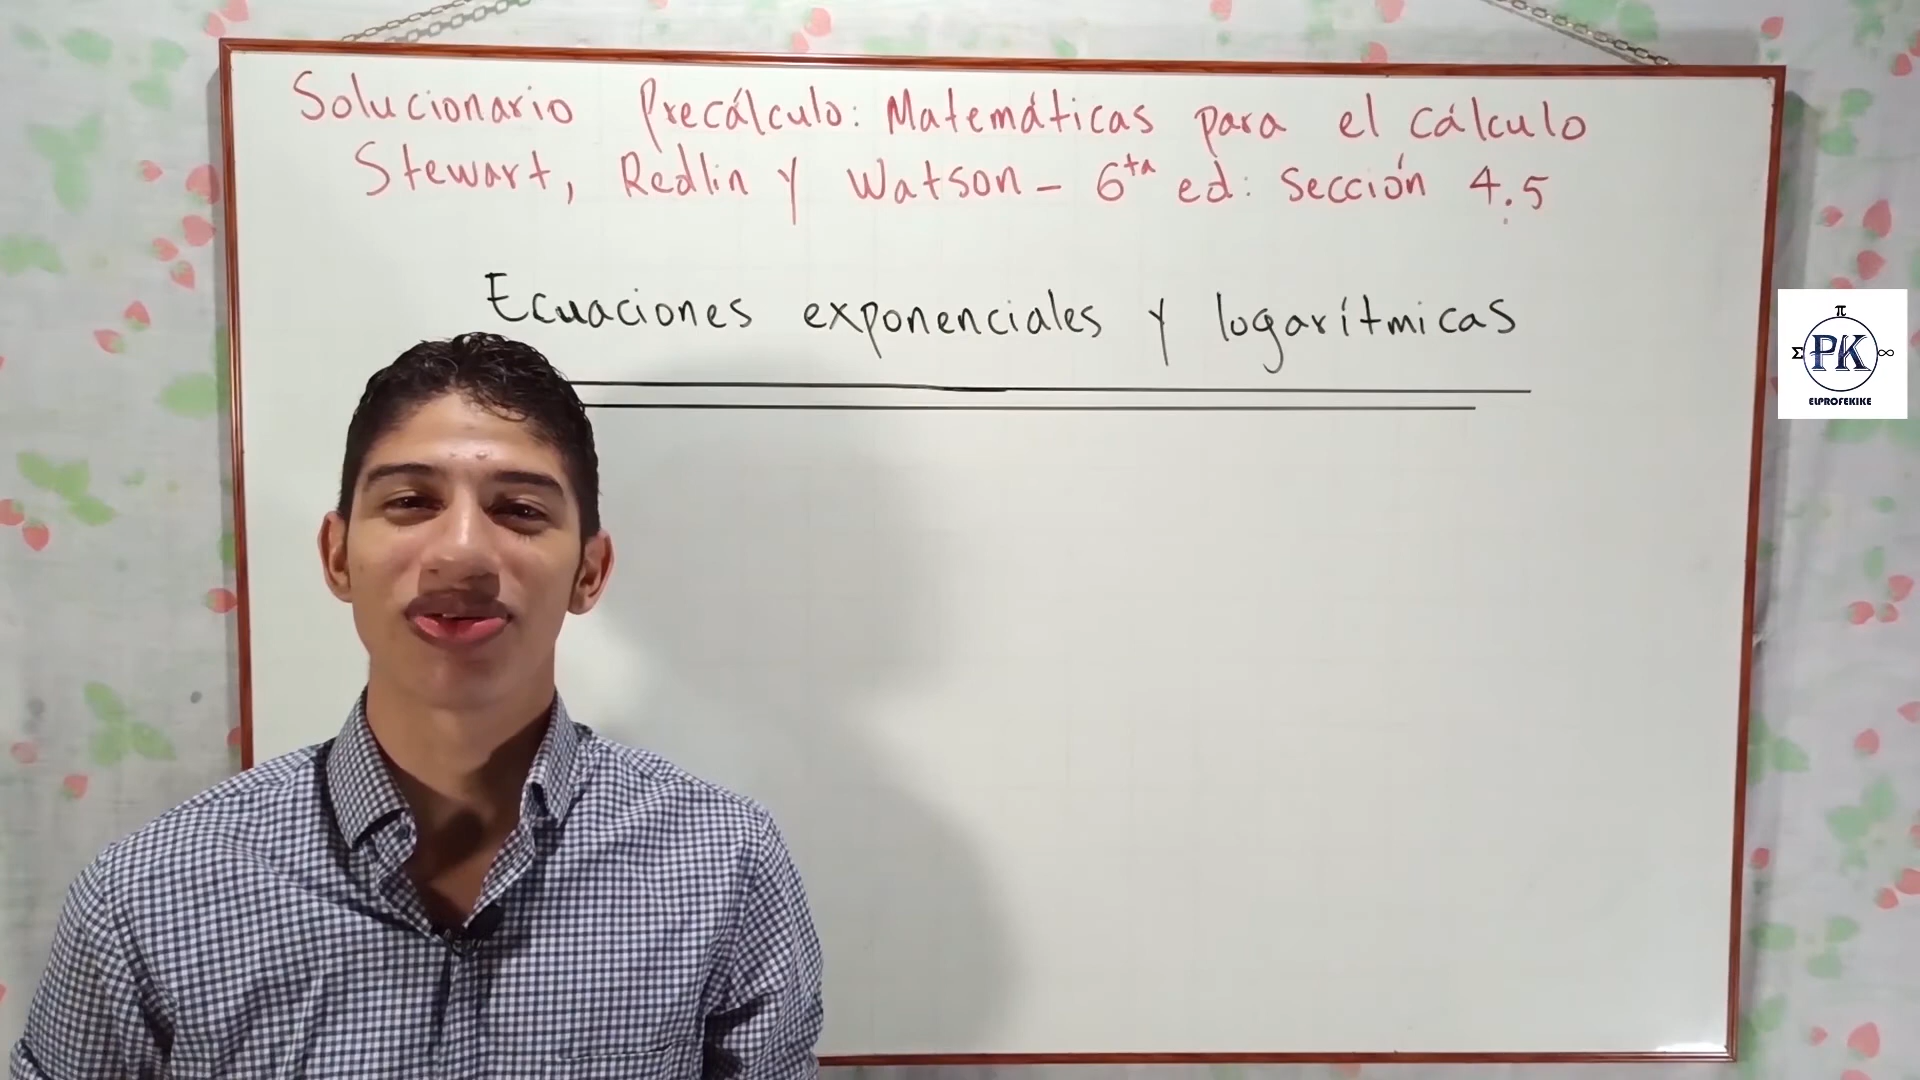 Solucionario Precálculo: Matemáticas para el cálculo
Stewart, Redlin y Watson - 6ta ed: Sección 4.5
Ecuaciones exponenciales y logarítmicas
π
Σ PK ∞
ELPROFEKIKE